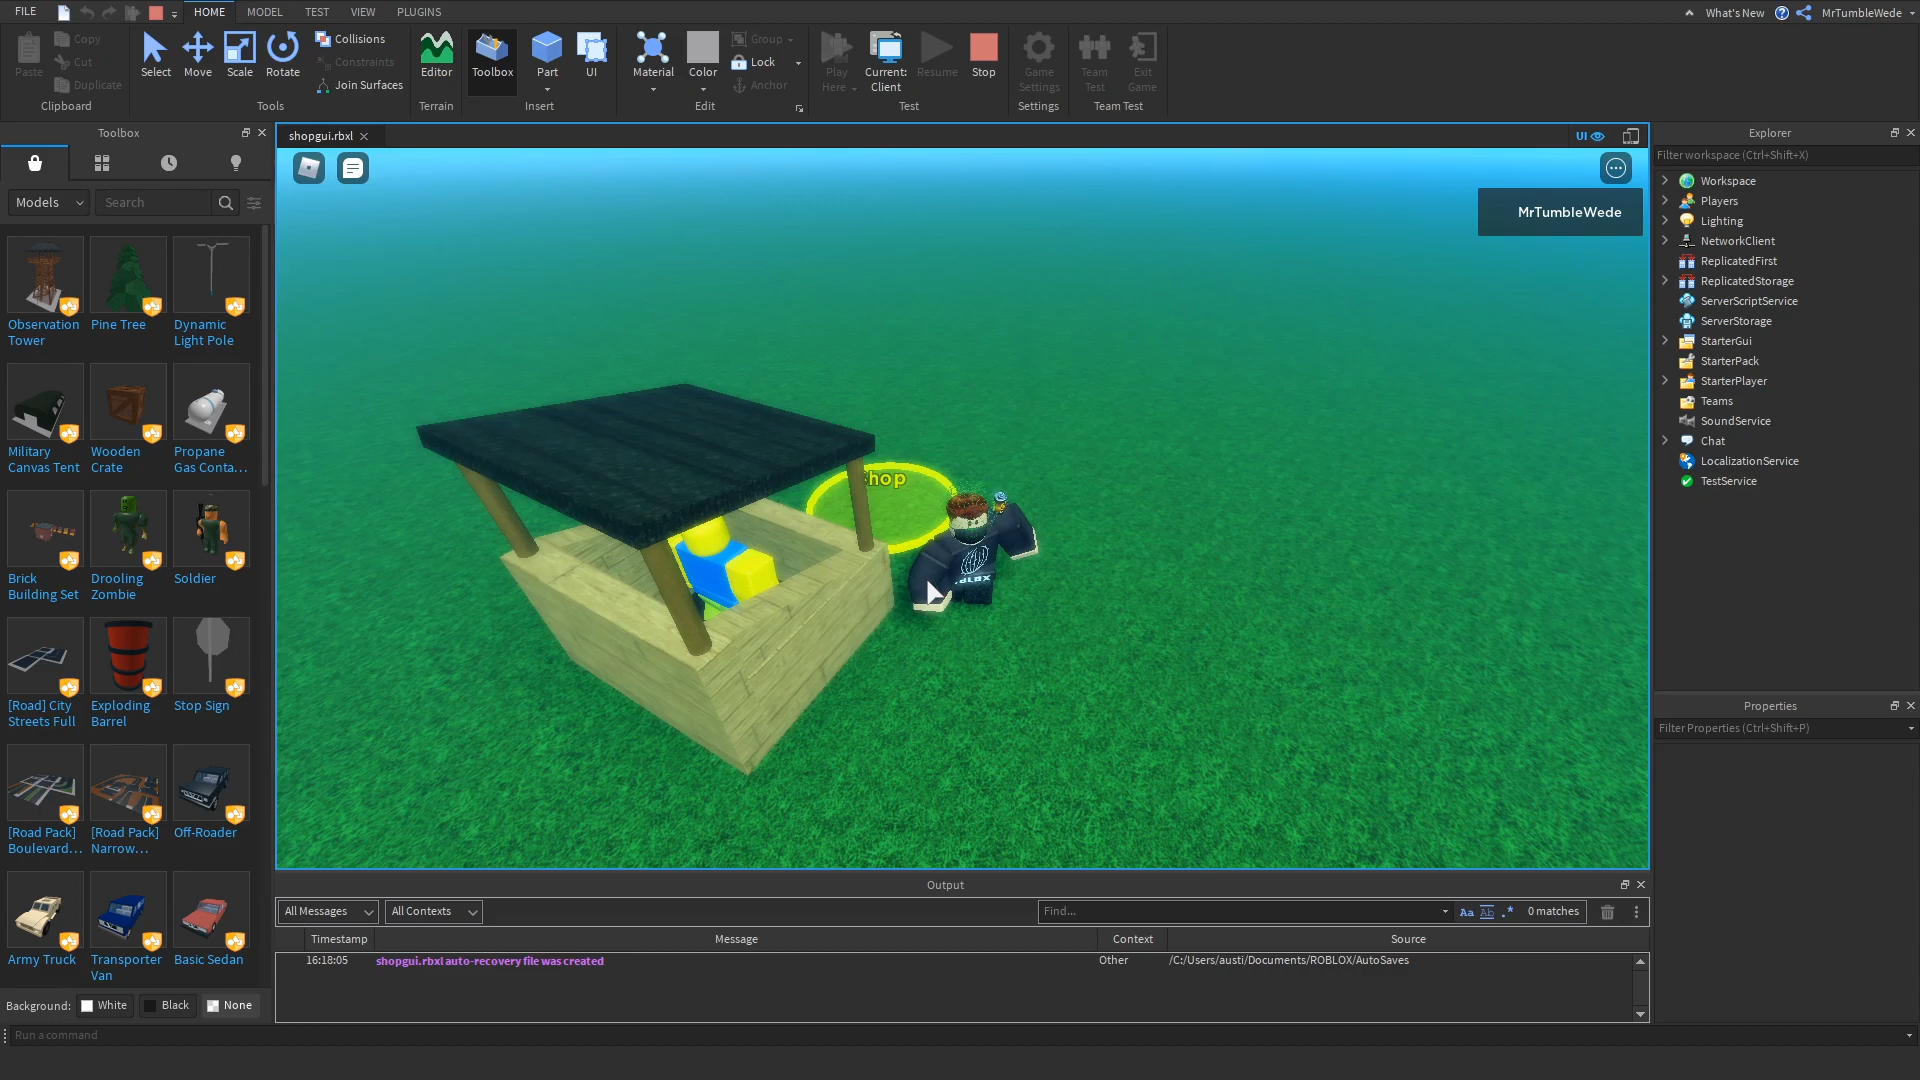 FILE HOME MODEL TEST VIEW PLUGINS What's New MrTumbleWede
Paste Copy Cut Duplicate
Clipboard
Select Move Scale Rotate Collisions Constraints Join Surfaces
Tools
Editor
Terrain
Toolbox Part UI
Insert
Material Color Group Lock Anchor
Edit
Play Here Current: Client Resume Stop
Test
Game Settings
Settings
Team Test Exit Game
Team Test
Toolbox
Models Search
Observation Tower
Pine Tree
Dynamic Light Pole
Military Canvas Tent
Wooden Crate
Propane Gas Conta...
Brick Building Set
Drooling Zombie
Soldier
[Road] City Streets Full
Exploding Barrel
Stop Sign
[Road Pack] Boulevard...
[Road Pack] Narrow...
Off-Roader
Army Truck
Transporter Van
Basic Sedan
Background: White Black None
Run a command
shopgui.rbxl UI
MrTumbleWede
hop
Output
All Messages All Contexts Find... Aa Ab .* 0 matches
Timestamp Message Context Source
16:18:05 shopgui.rbxl auto-recovery file was created Other /C:/Users/austi/Documents/ROBLOX/AutoSaves
Explorer
Filter workspace (Ctrl+Shift+X)
Workspace
Players
Lighting
NetworkClient
ReplicatedFirst
ReplicatedStorage
ServerScriptService
ServerStorage
StarterGui
StarterPack
StarterPlayer
Teams
SoundService
Chat
LocalizationService
TestService
Properties
Filter Properties (Ctrl+Shift+P)